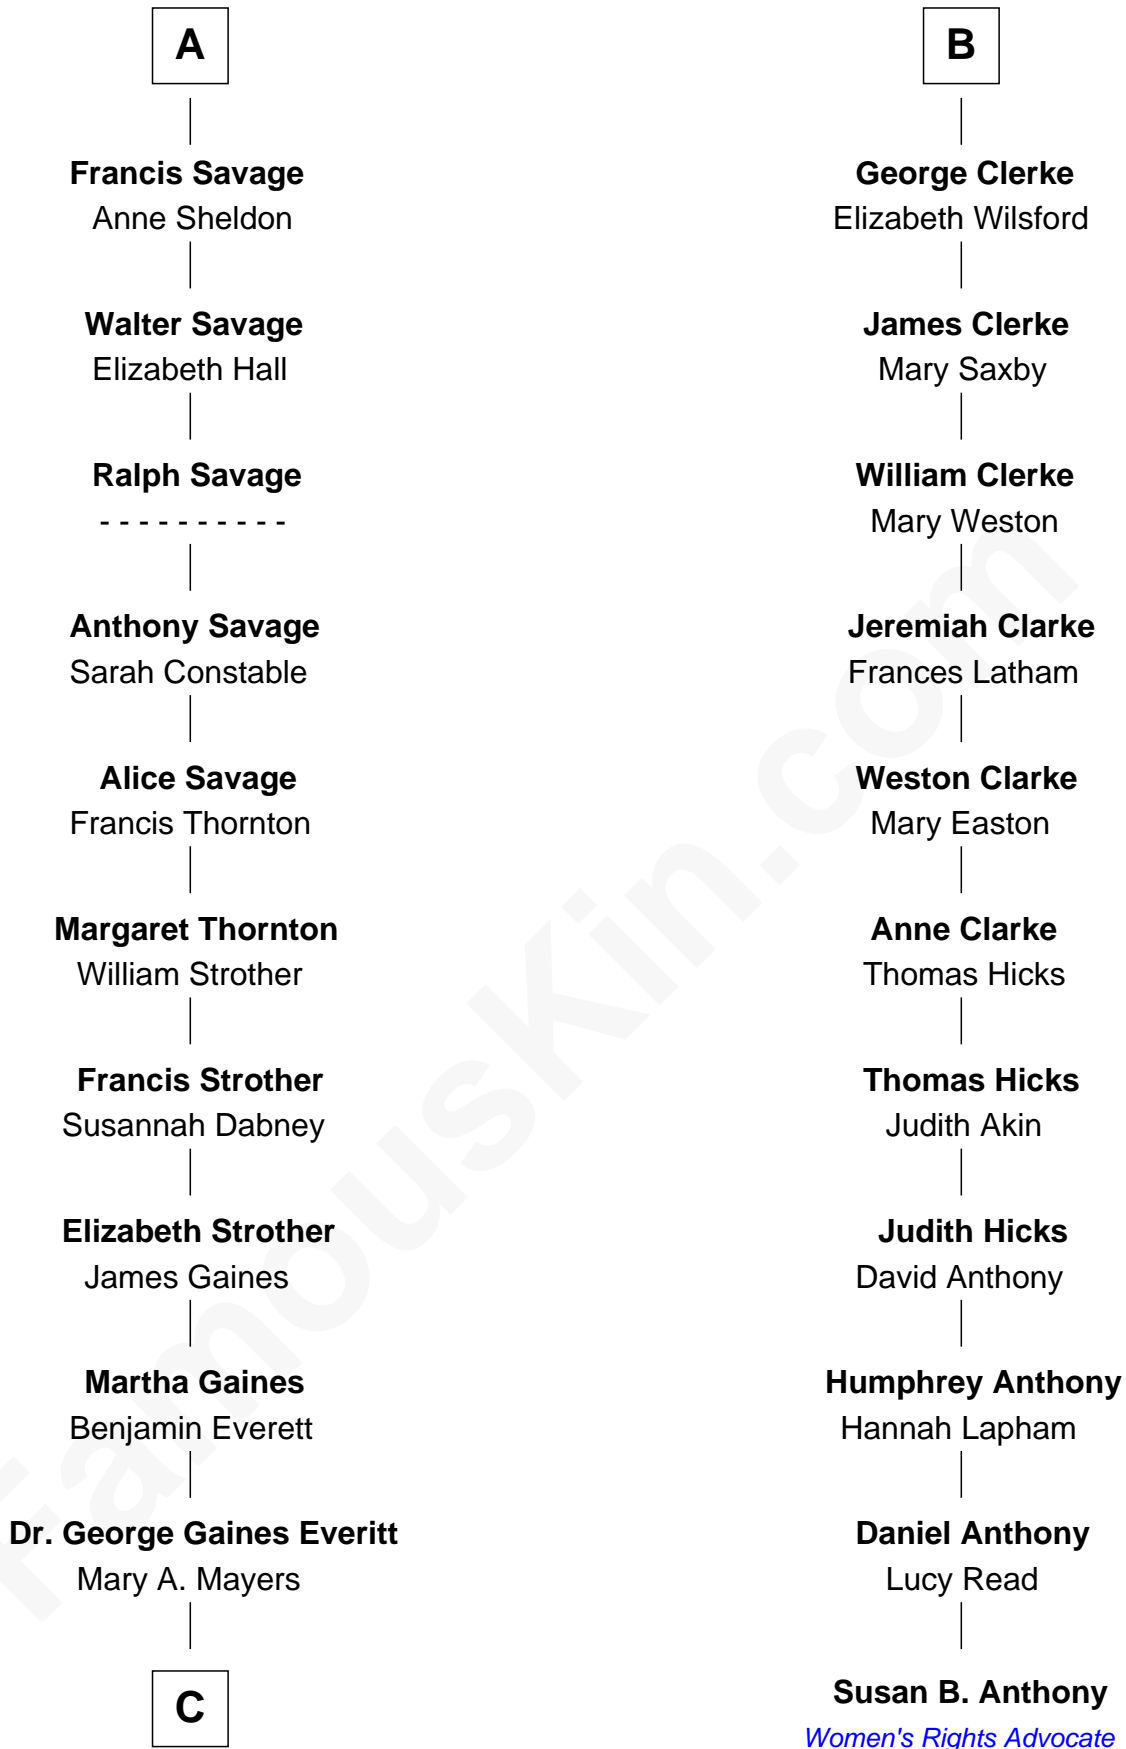 A
Francis Savage
Anne Sheldon
Walter Savage
Elizabeth Hall
Ralph Savage
- - - - - - - - - -
Anthony Savage
Sarah Constable
Alice Savage
Francis Thornton
Margaret Thornton
William Strother
Francis Strother
Susannah Dabney
Elizabeth Strother
James Gaines
Martha Gaines
Benjamin Everett
Dr. George Gaines Everitt
Mary A. Mayers
C
B
George Clerke
Elizabeth Wilsford
James Clerke
Mary Saxby
William Clerke
Mary Weston
Jeremiah Clarke
Frances Latham
Weston Clarke
Mary Easton
Anne Clarke
Thomas Hicks
Thomas Hicks
Judith Akin
Judith Hicks
David Anthony
Humphrey Anthony
Hannah Lapham
Daniel Anthony
Lucy Read
Susan B. Anthony
Women's Rights Advocate
FamousKin.com